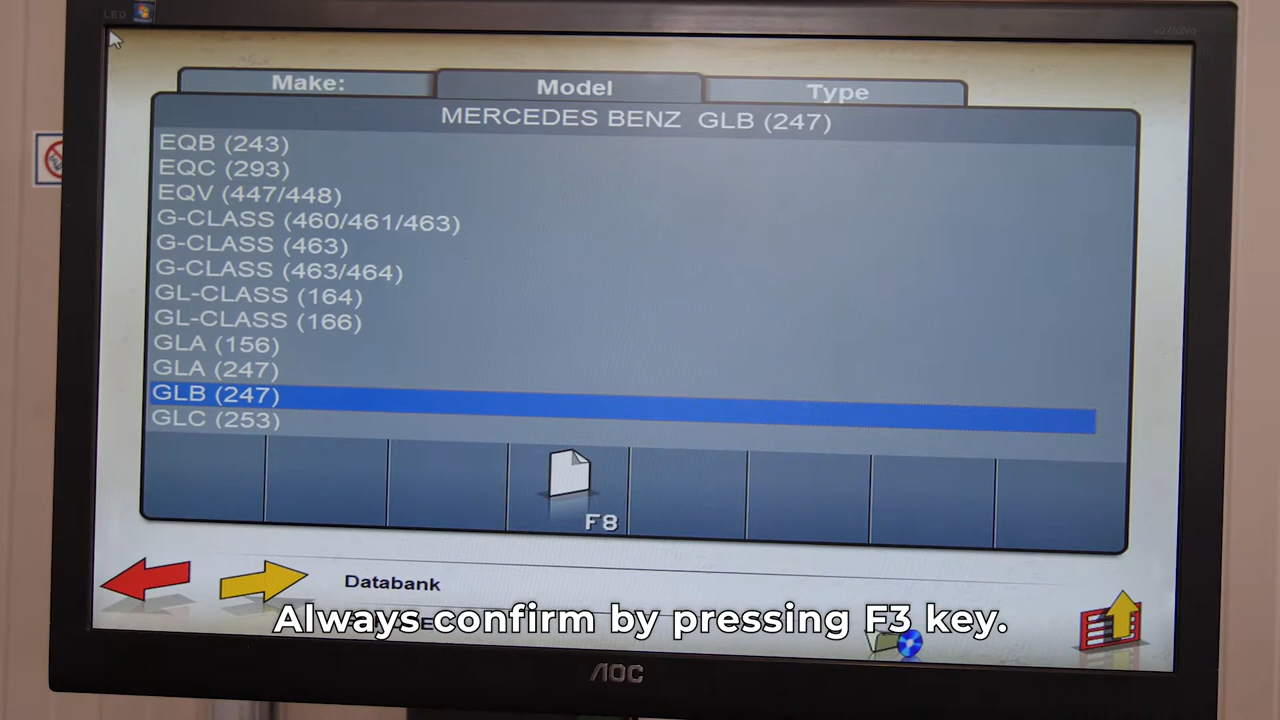 LED
Make:
Model
Type
MERCEDES BENZ GLB (247)
EQB (243)
EQC (293)
EQV (447/448)
G-CLASS (460/461/463)
G-CLASS (463)
G-CLASS (463/464)
GL-CLASS (164)
GL-CLASS (166)
GLA (156)
GLA (247)
GLB (247)
GLC (253)
F8
Databank
Always confirm by pressing F3 key.
AOC